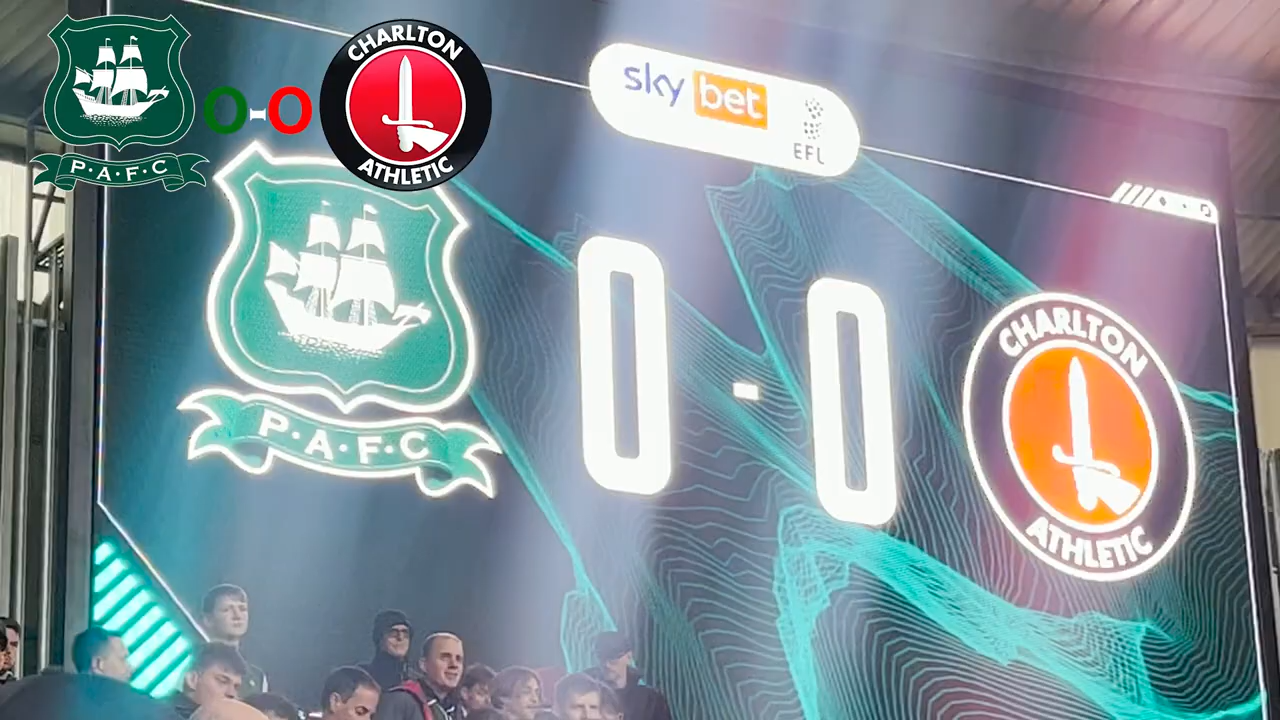 P·A·F·C
0-0
CHARLTON
ATHLETIC
sky bet
EFL
P·A·F·C
0 - 0
CHARLTON
ATHLETIC